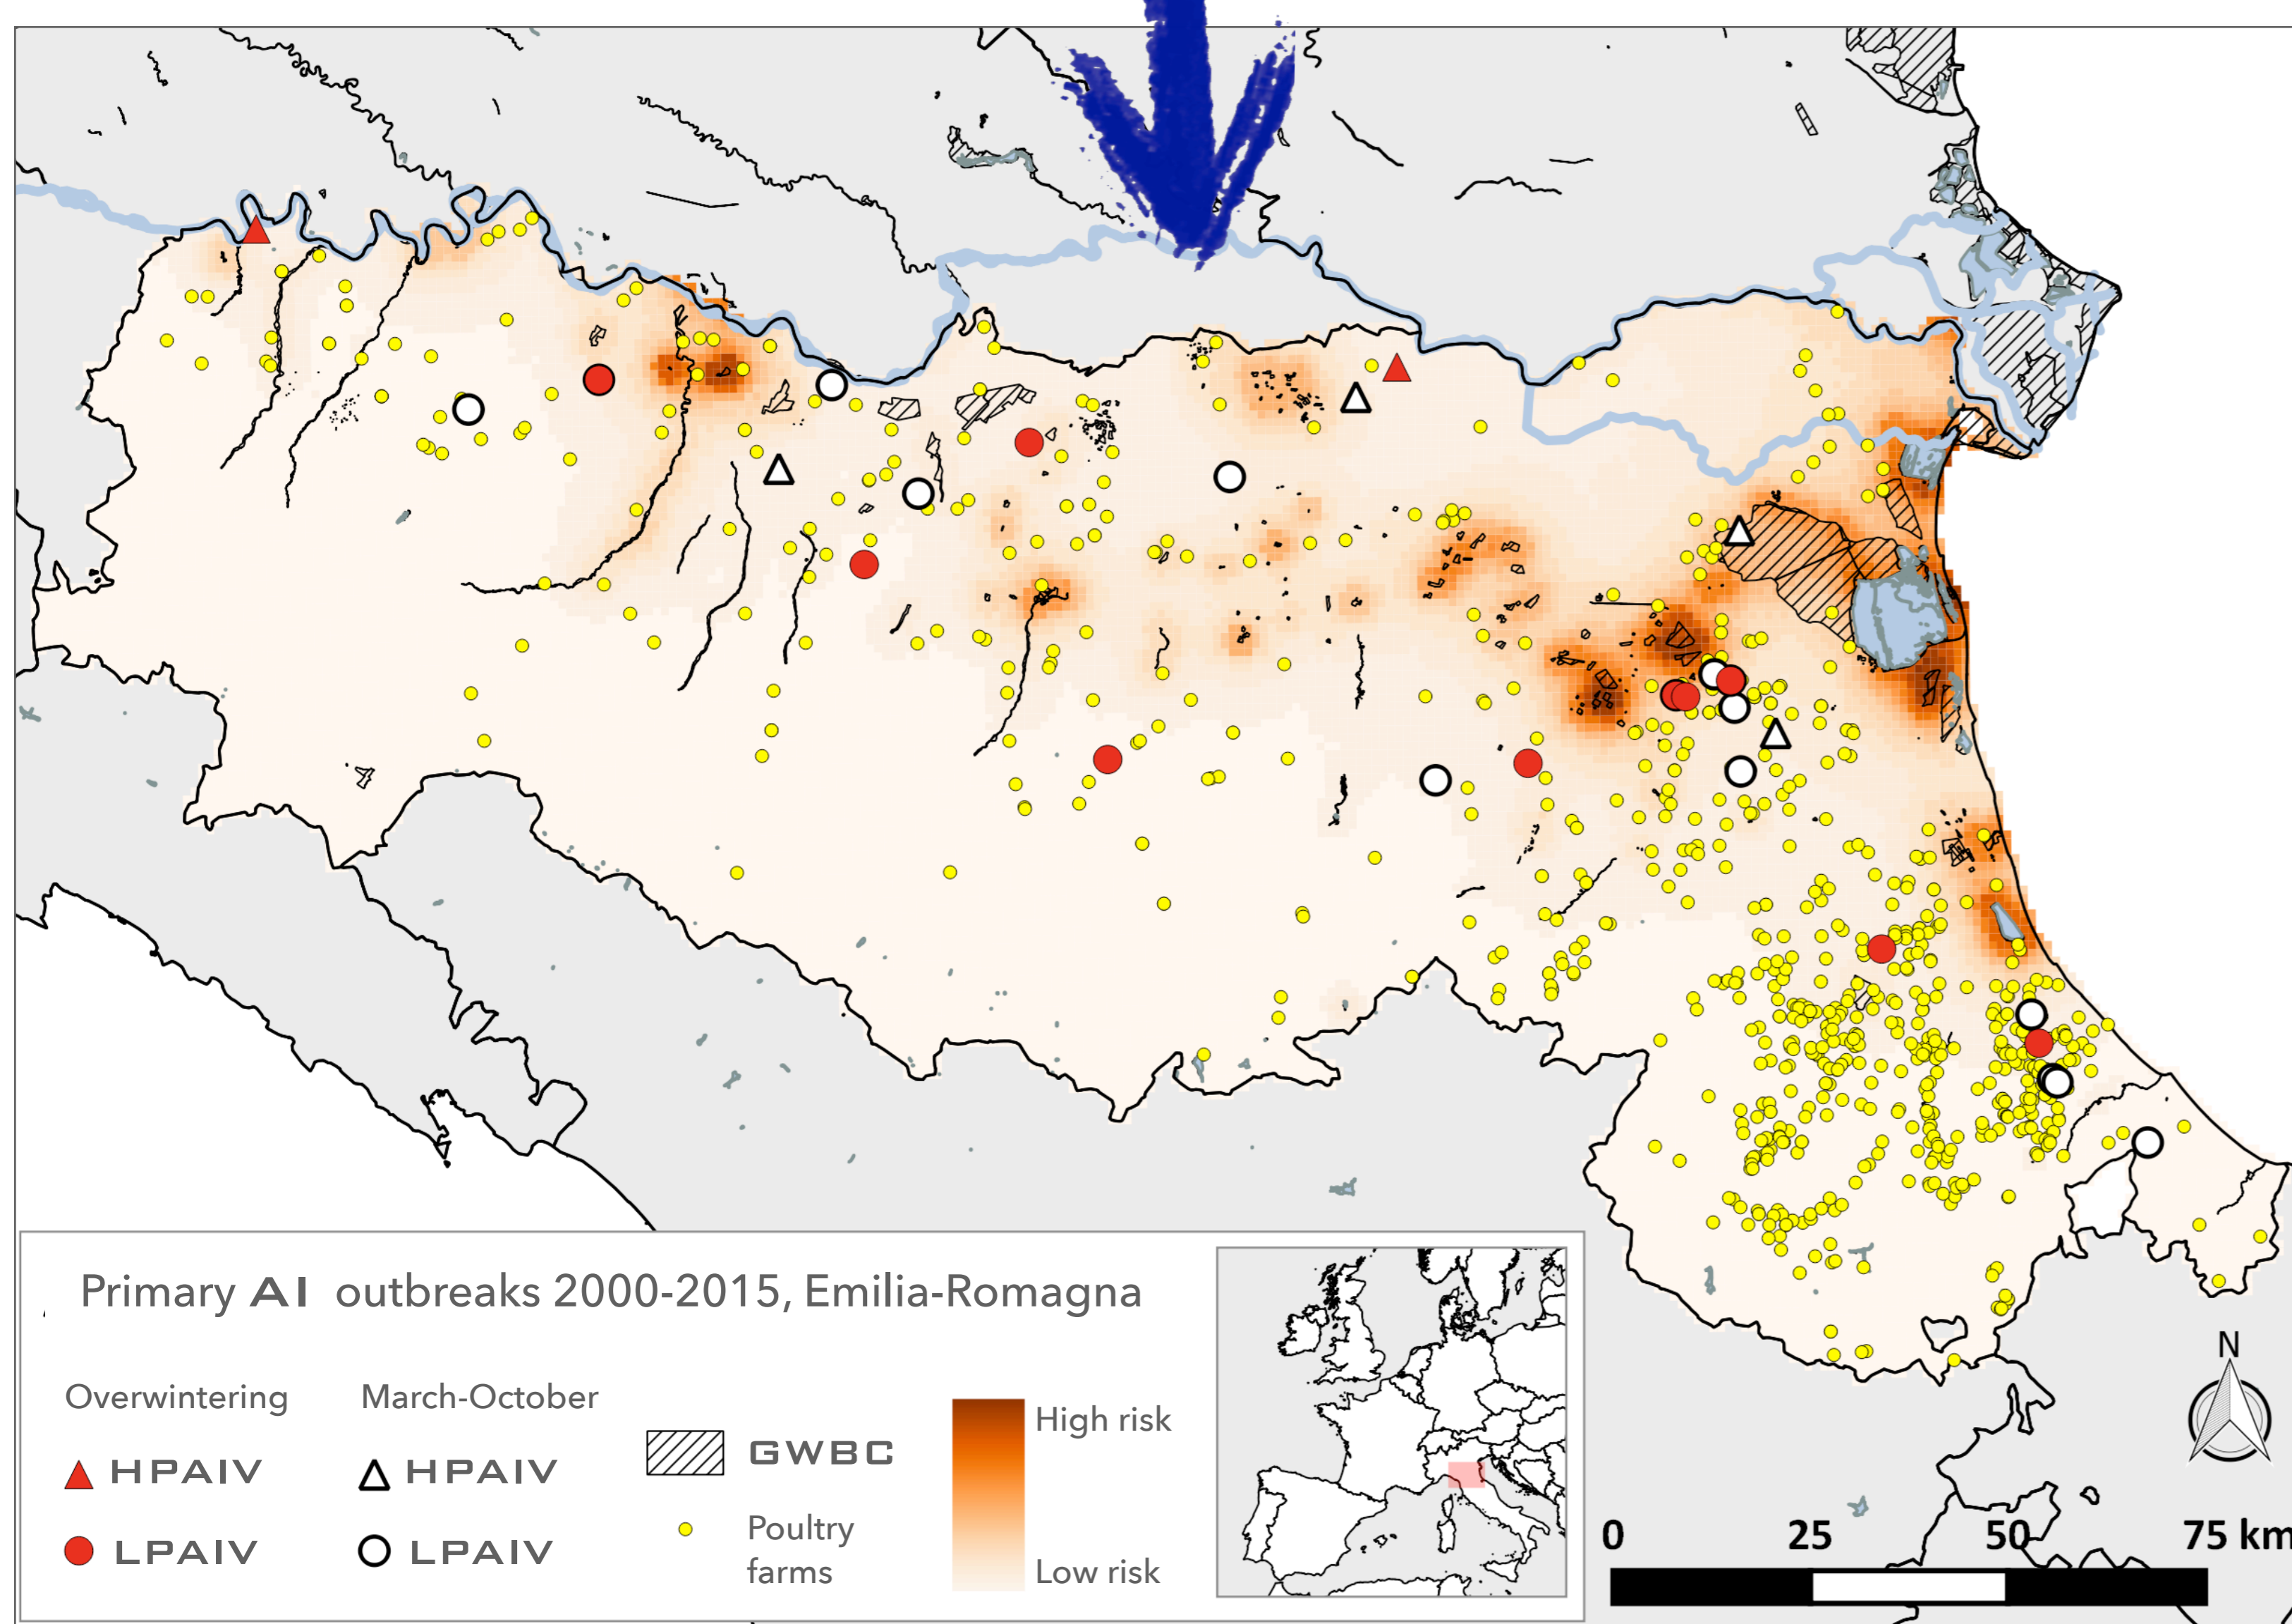 Primary AI outbreaks 2000-2015, Emilia-Romagna
Overwintering
March-October
HPAIV
HPAIV
GWBC
LPAIV
LPAIV
Poultry
farms
High risk
Low risk
N
0 25 50 75 km